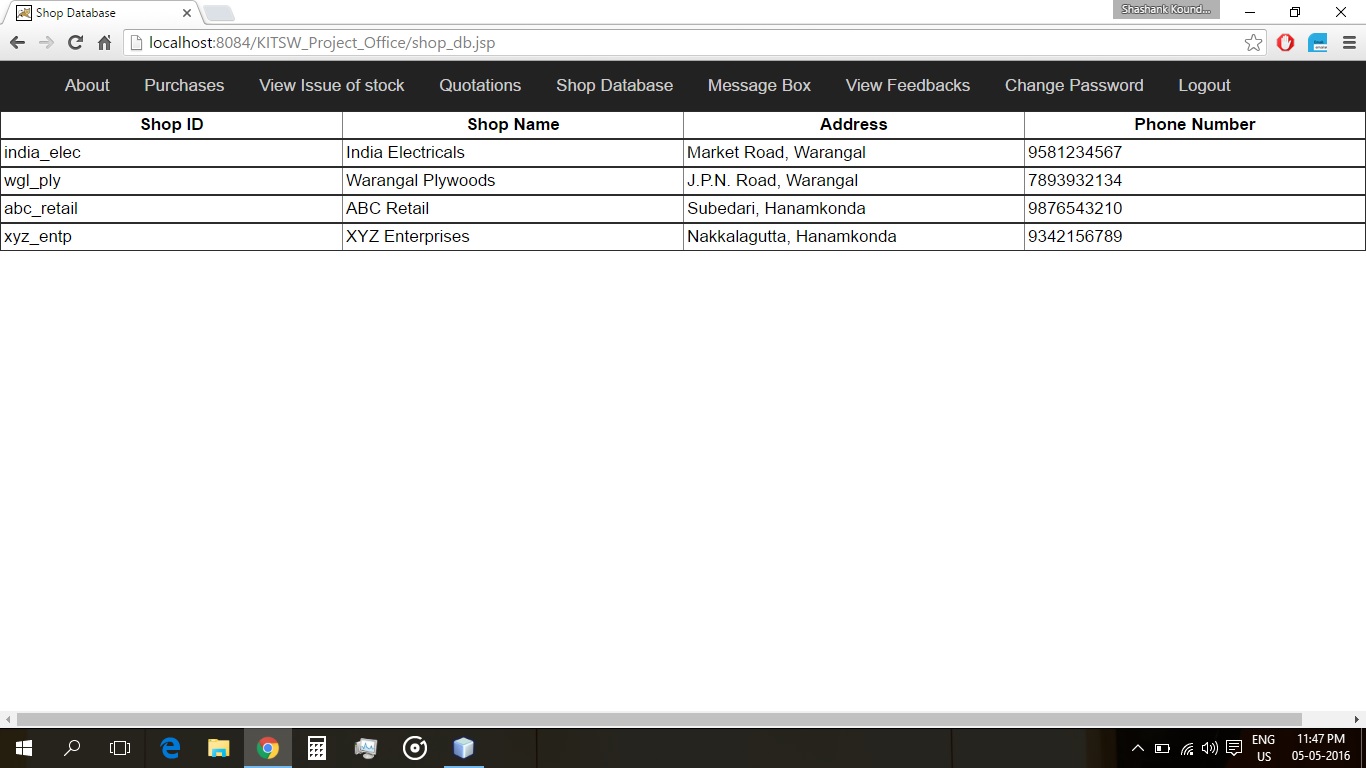 Shop Database
Shashank Kound...
localhost:8084/KITSW_Project_Office/shop_db.jsp
About Purchases View Issue of stock Quotations Shop Database Message Box View Feedbacks Change Password Logout
Shop ID Shop Name Address Phone Number
india_elec India Electricals Market Road, Warangal 9581234567
wgl_ply Warangal Plywoods J.P.N. Road, Warangal 7893932134
abc_retail ABC Retail Subedari, Hanamkonda 9876543210
xyz_entp XYZ Enterprises Nakkalagutta, Hanamkonda 9342156789
ENG 11:47 PM
US 05-05-2016